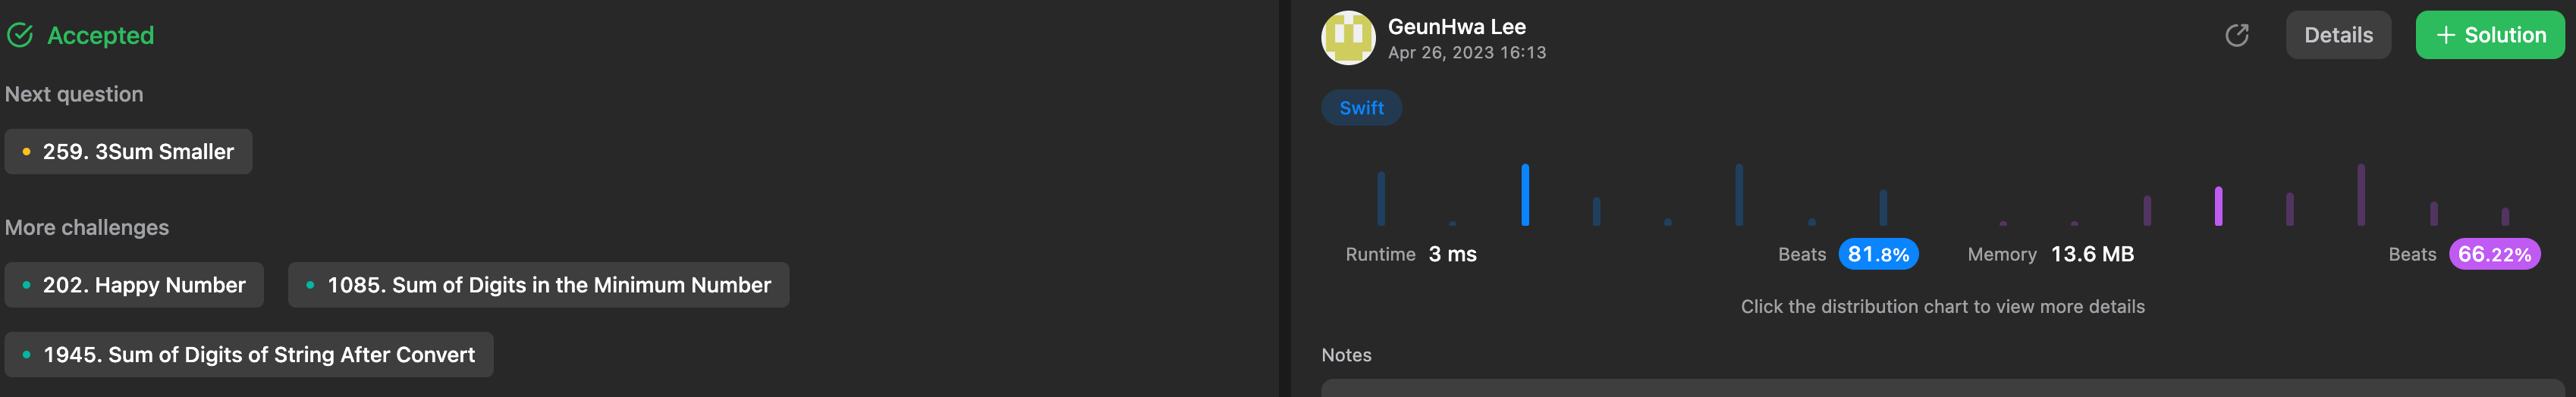 Accepted
Next question
259. 3Sum Smaller
More challenges
202. Happy Number
1085. Sum of Digits in the Minimum Number
1945. Sum of Digits of String After Convert
GeunHwa Lee
Apr 26, 2023 16:13
Details
+ Solution
Swift
Runtime 3 ms
Beats 81.8%
Memory 13.6 MB
Beats 66.22%
Click the distribution chart to view more details
Notes